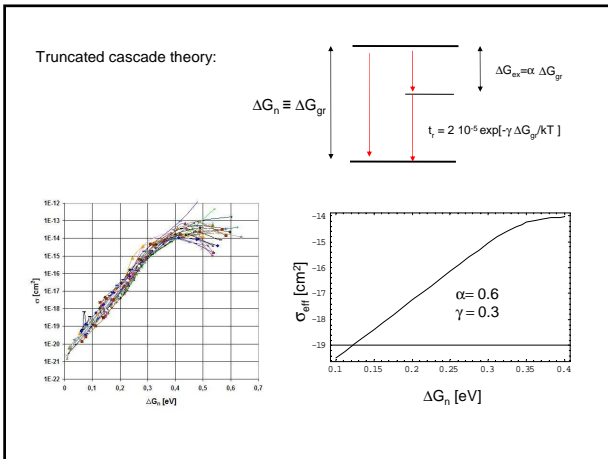 Truncated cascade theory:
ΔGₙ ≡ ΔG_gr
ΔG_ex=α ΔG_gr
t_r = 2 10⁻⁵ exp[-γ ΔG_gr/kT ]
1E-12
1E-13
1E-14
1E-15
1E-16
1E-17
1E-18
1E-19
1E-20
1E-21
1E-22
σ [cm²]
0 0,1 0,2 0,3 0,4 0,5 0,6 0,7
ΔGₙ [eV]
-14
-15
-16
-17
-18
-19
σ_eff [cm²]
α= 0.6
γ = 0.3
0.1 0.15 0.2 0.25 0.3 0.35 0.4
ΔGₙ [eV]